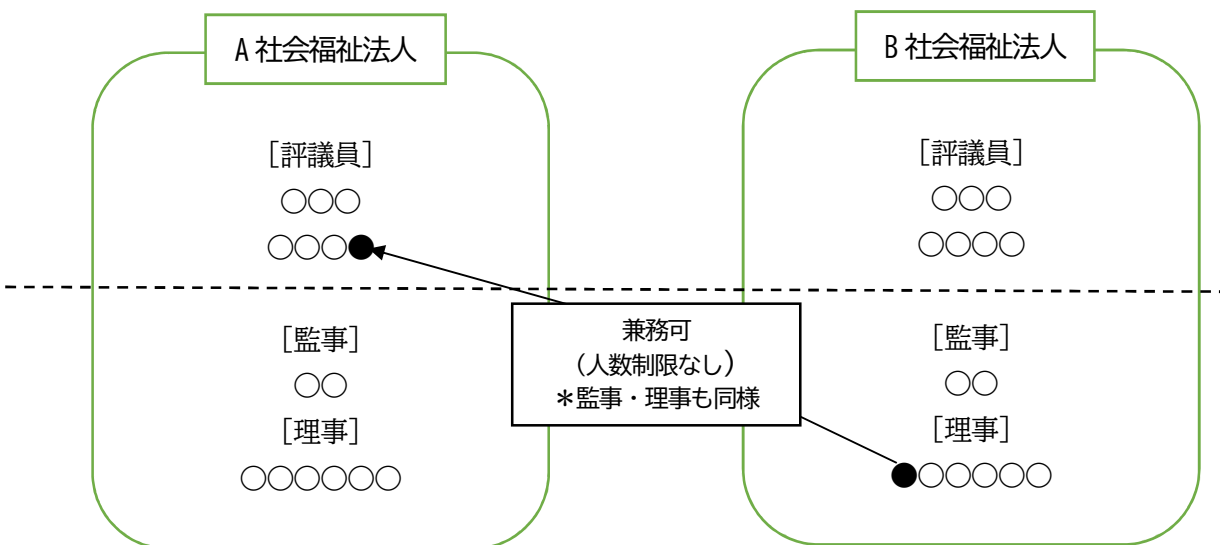 A 社会福祉法人
[評議員]
○○○
○○○●
[監事]
○○
[理事]
○○○○○○
兼務可
（人数制限なし）
＊監事・理事も同様
B 社会福祉法人
[評議員]
○○○
○○○○
[監事]
○○
[理事]
●○○○○○